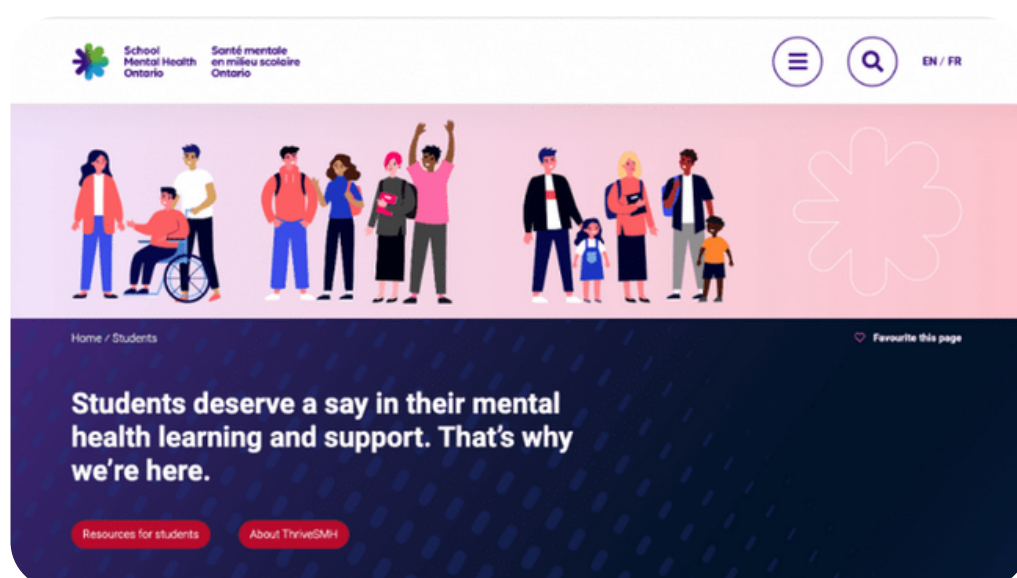 School
Mental Health
Ontario
Santé mentale
en milieu scolaire
Ontario
EN / FR
Home / Students
Favourite this page
Students deserve a say in their mental
health learning and support. That’s why
we’re here.
Resources for students
About ThriveSMH